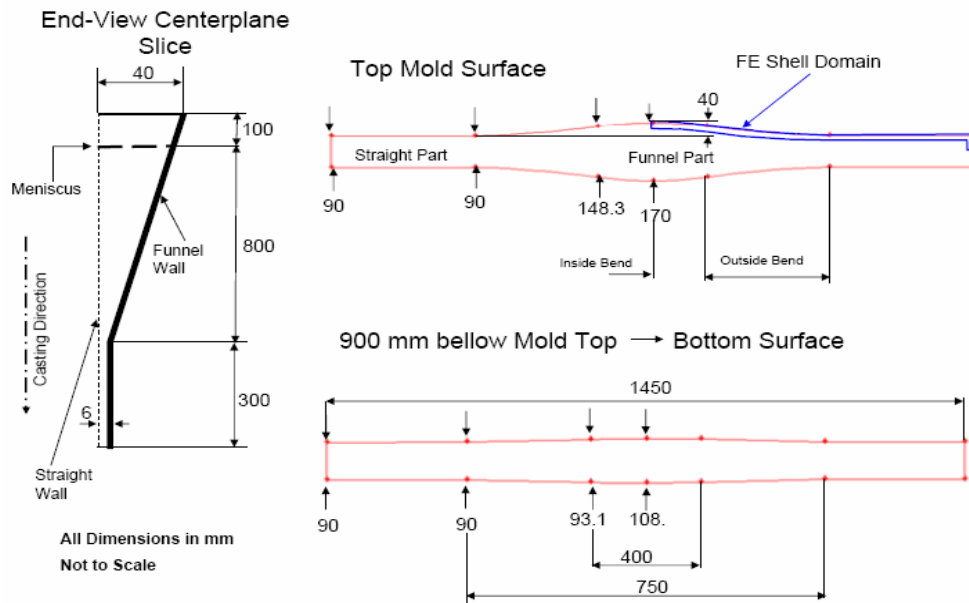 End-View Centerplane
Slice
40
100
Meniscus
Funnel
Wall
800
Casting Direction
300
6
Straight
Wall
All Dimensions in mm
Not to Scale
Top Mold Surface
FE Shell Domain
40
Straight Part
Funnel Part
90
90
148.3
170
Inside Bend
Outside Bend
900 mm bellow Mold Top → Bottom Surface
1450
90
90
93.1
108.
400
750